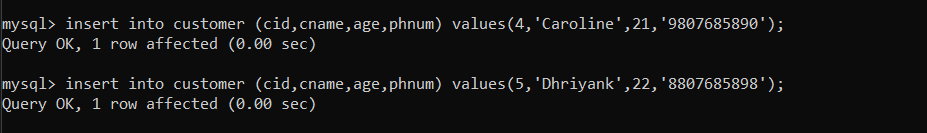 mysql> insert into customer (cid,cname,age,phnum) values(4,'Caroline',21,'9807685890');
Query OK, 1 row affected (0.00 sec)
mysql> insert into customer (cid,cname,age,phnum) values(5,'Dhriyank',22,'8807685898');
Query OK, 1 row affected (0.00 sec)